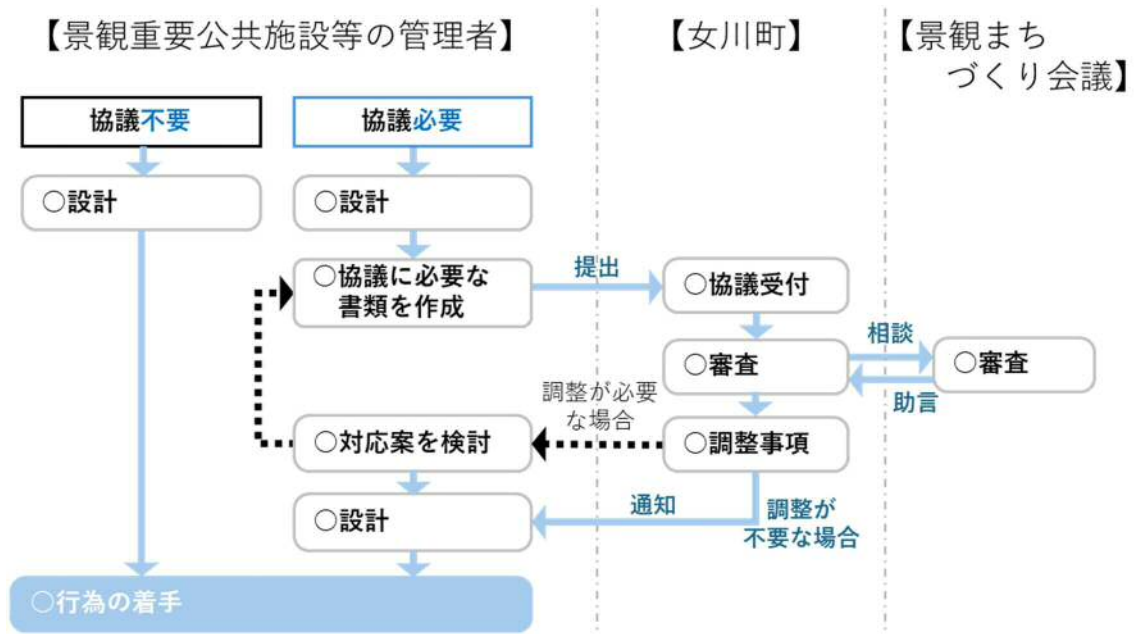 【景観重要公共施設等の管理者】
【女川町】
【景観まち
づくり会議】
協議不要
協議必要
○設計
○設計
○協議に必要な
書類を作成
提出
○協議受付
○審査
相談
助言
○審査
調整が必要
な場合
○対応案を検討
○調整事項
○設計
通知
調整が
不要な場合
○行為の着手